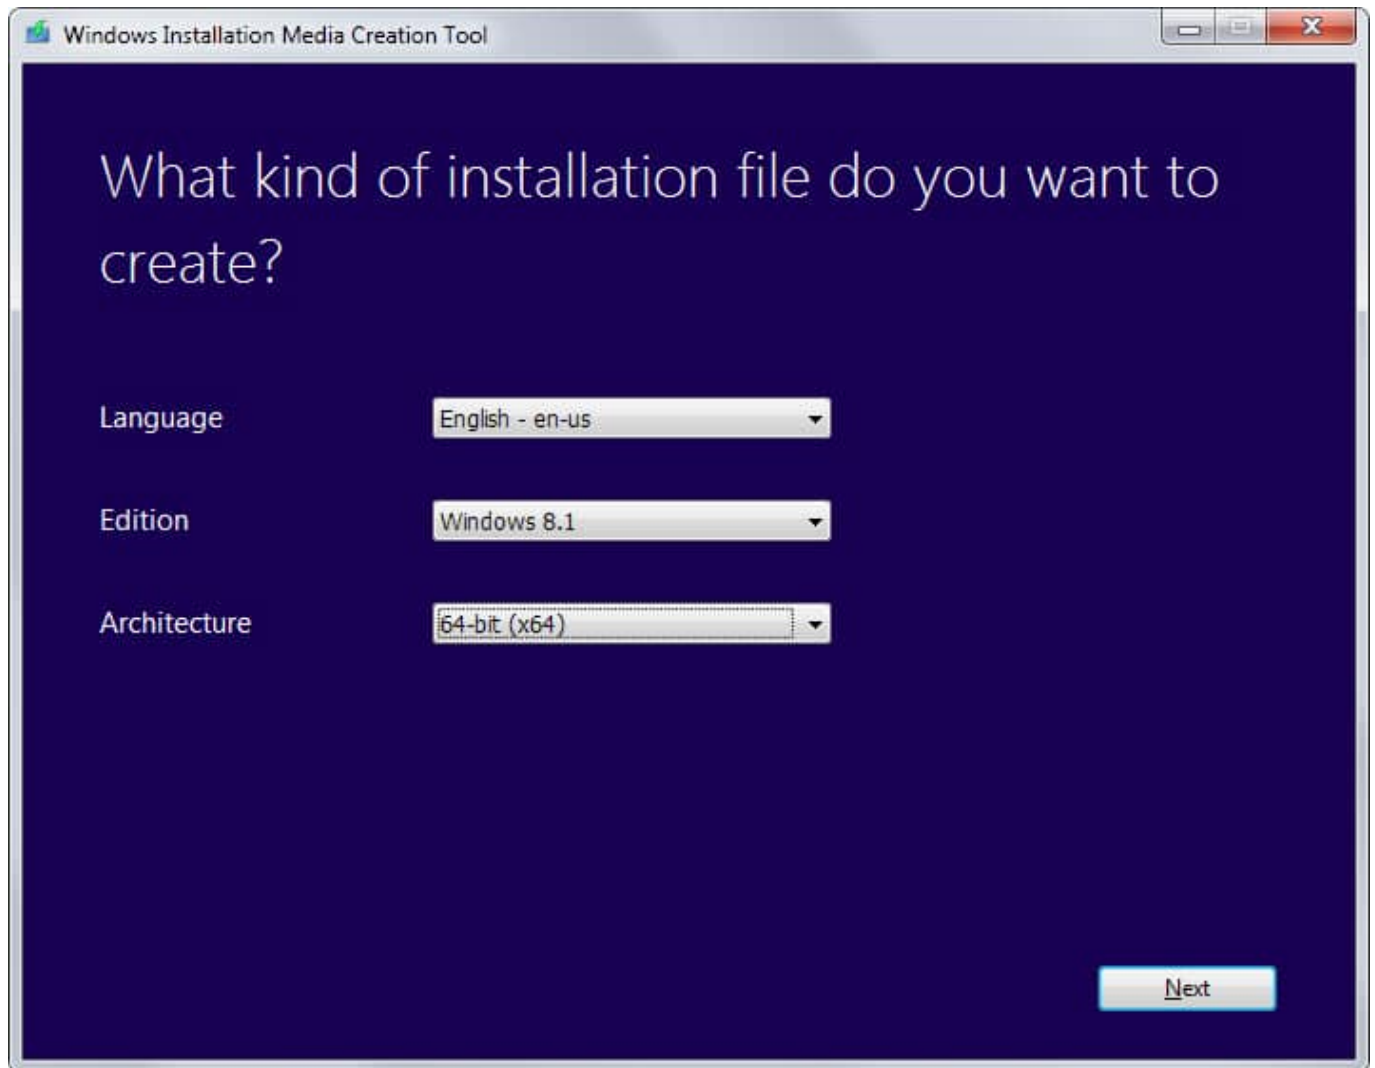 Windows Installation Media Creation Tool
What kind of installation file do you want to
create?
Language
English - en-us
Edition
Windows 8.1
Architecture
64-bit (x64)
Next